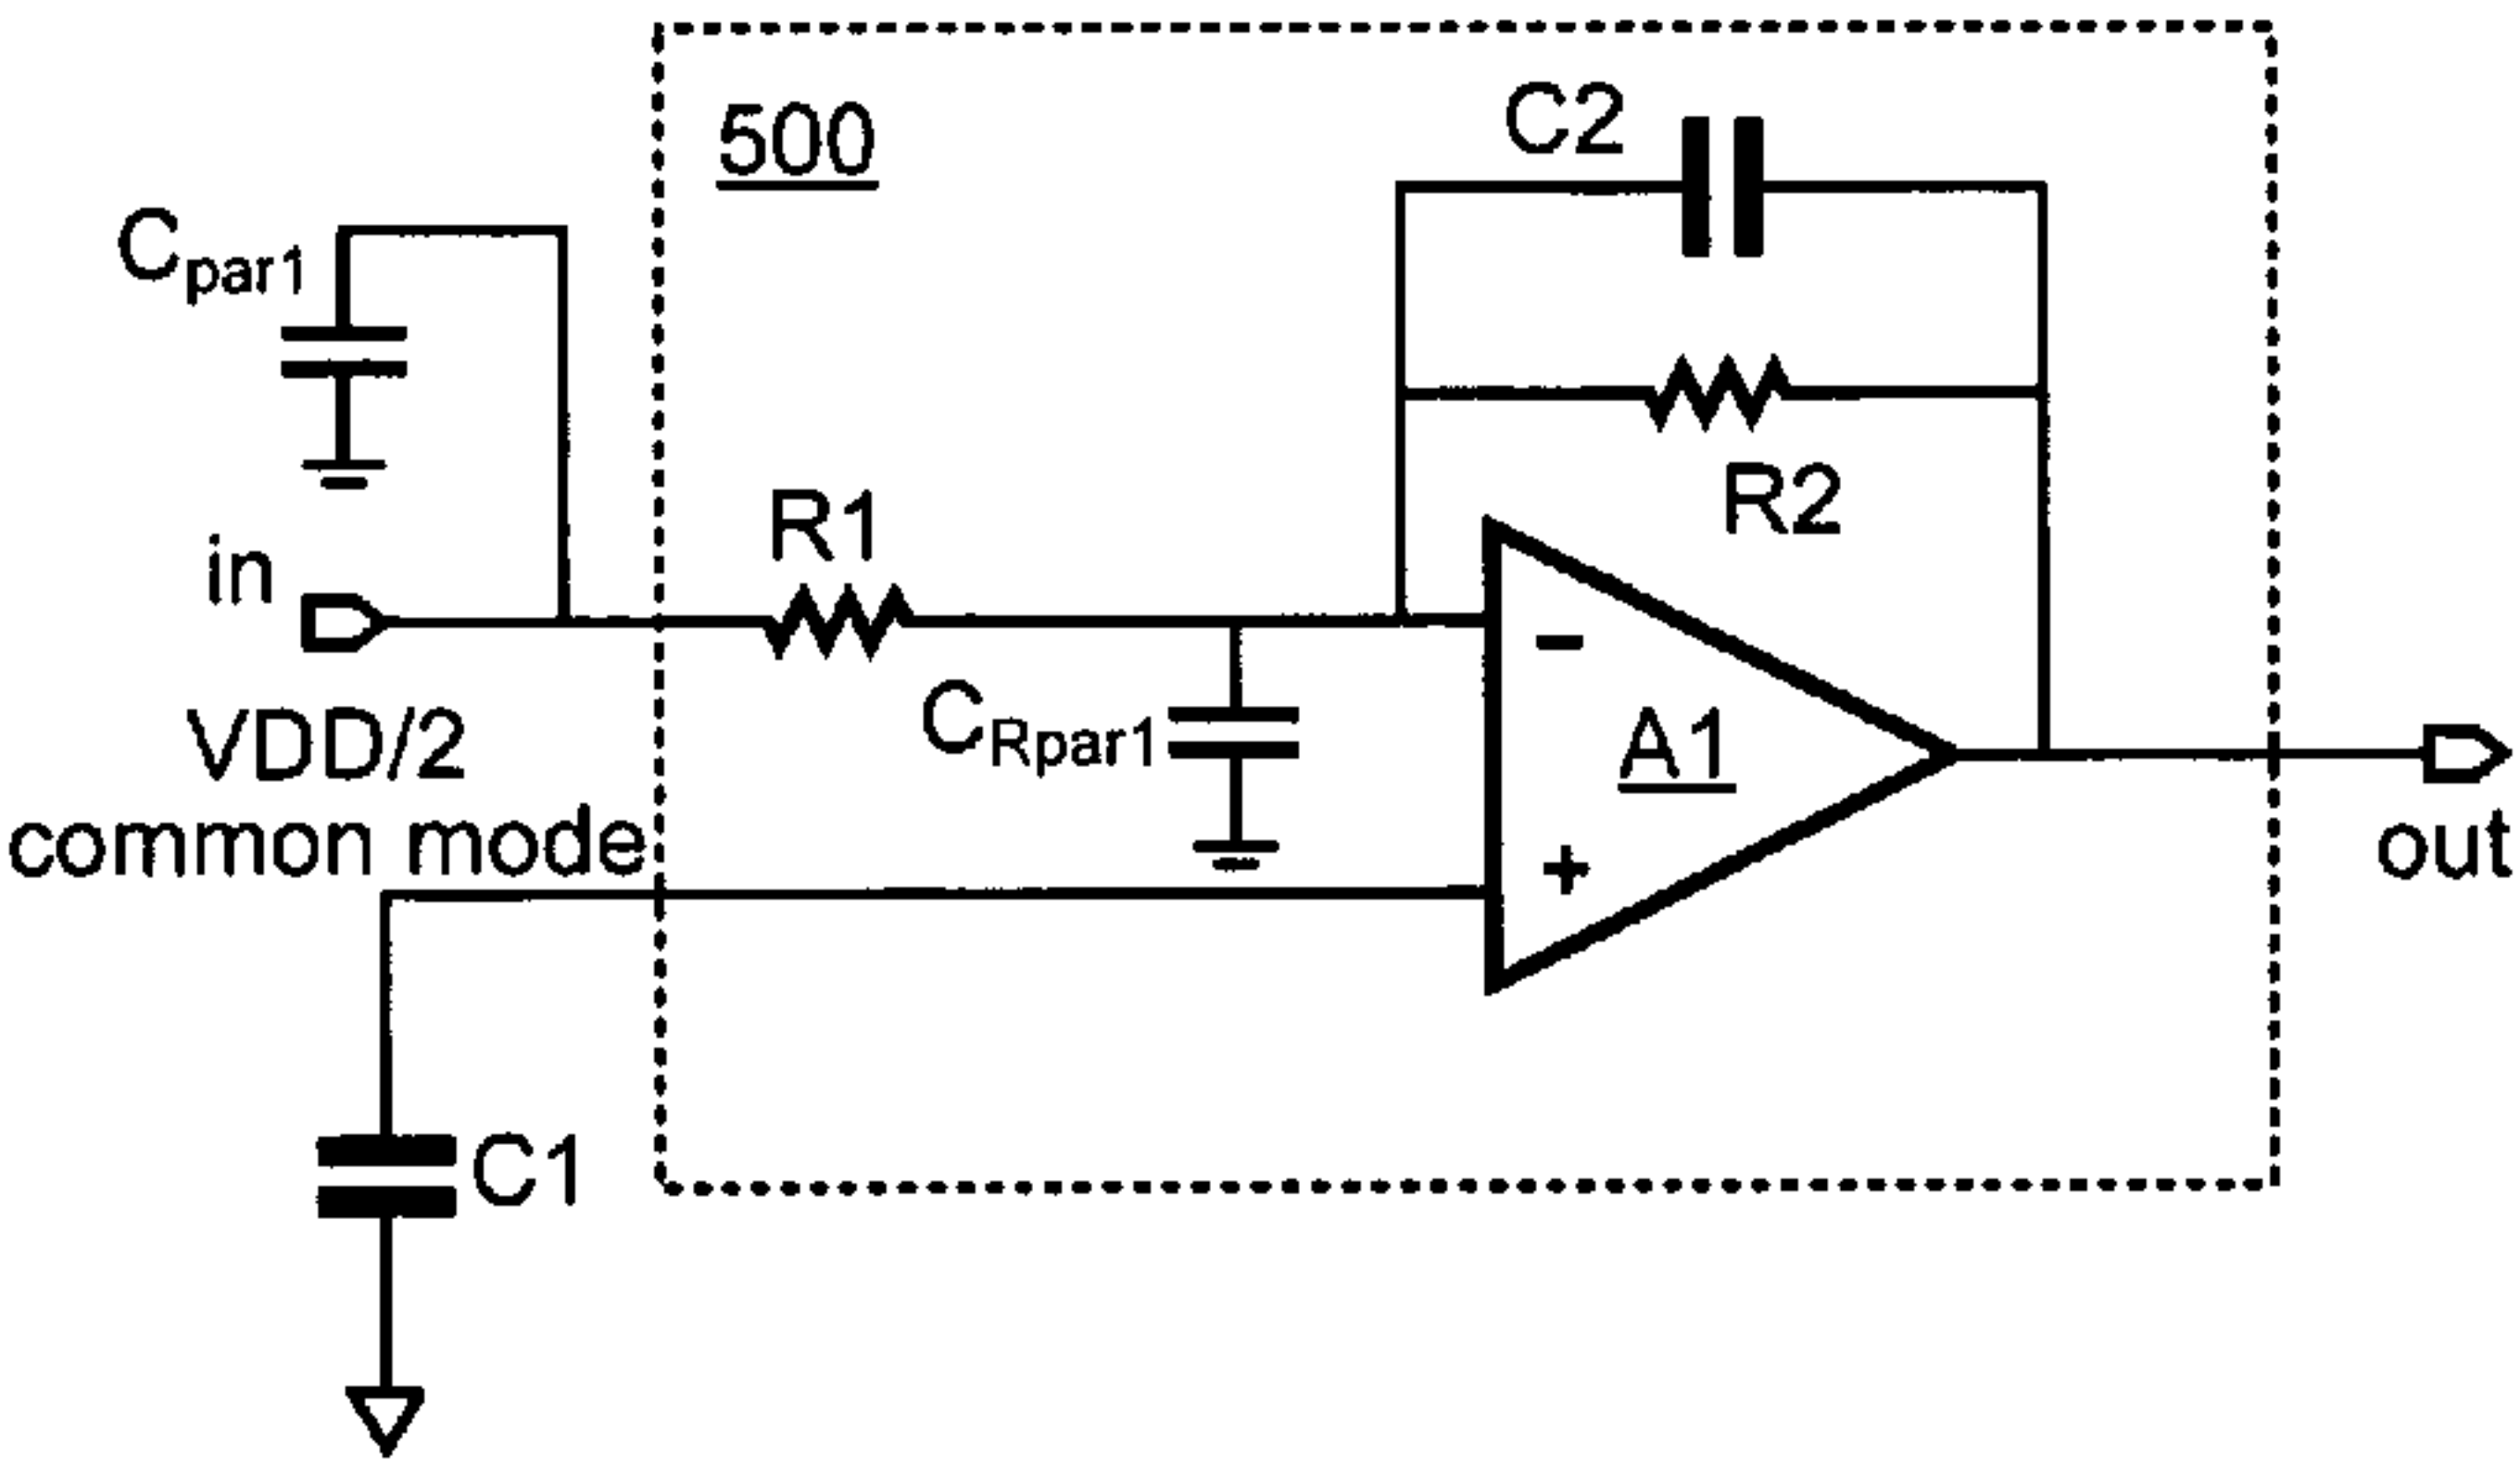 500
C2
Cpar1
R2
R1
in
CRpar1
-
A1
VDD/2
common mode
+
out
C1